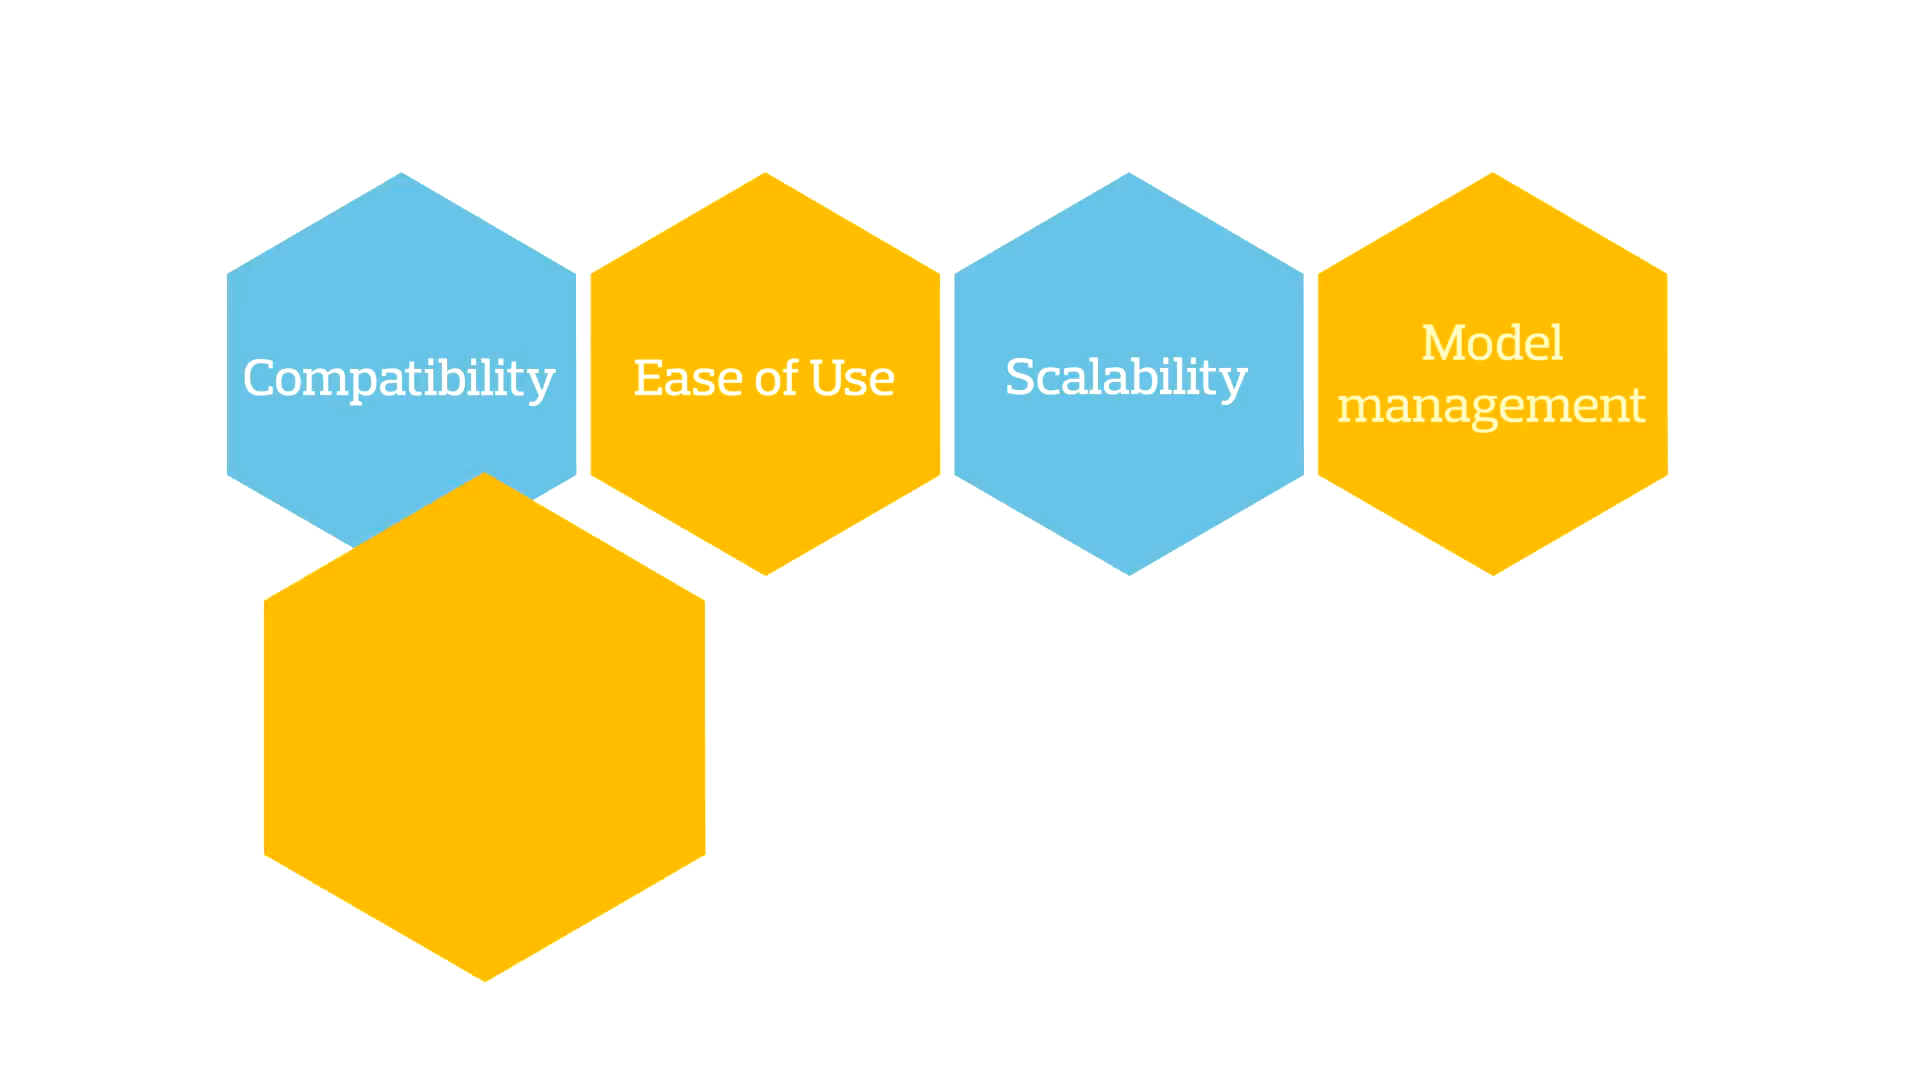 Compatibility
Ease of Use
Scalability
Model
management